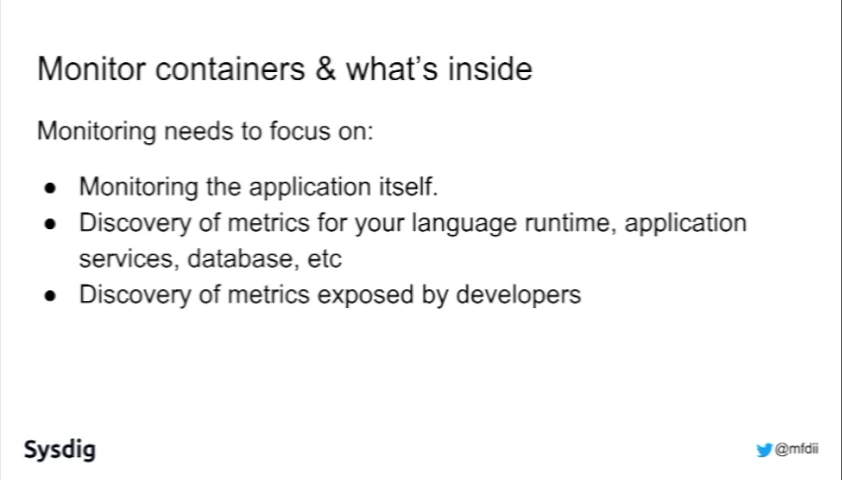 Monitor containers & what's inside
Monitoring needs to focus on:
● Monitoring the application itself.
● Discovery of metrics for your language runtime, application
services, database, etc
● Discovery of metrics exposed by developers
Sysdig
@mfdii